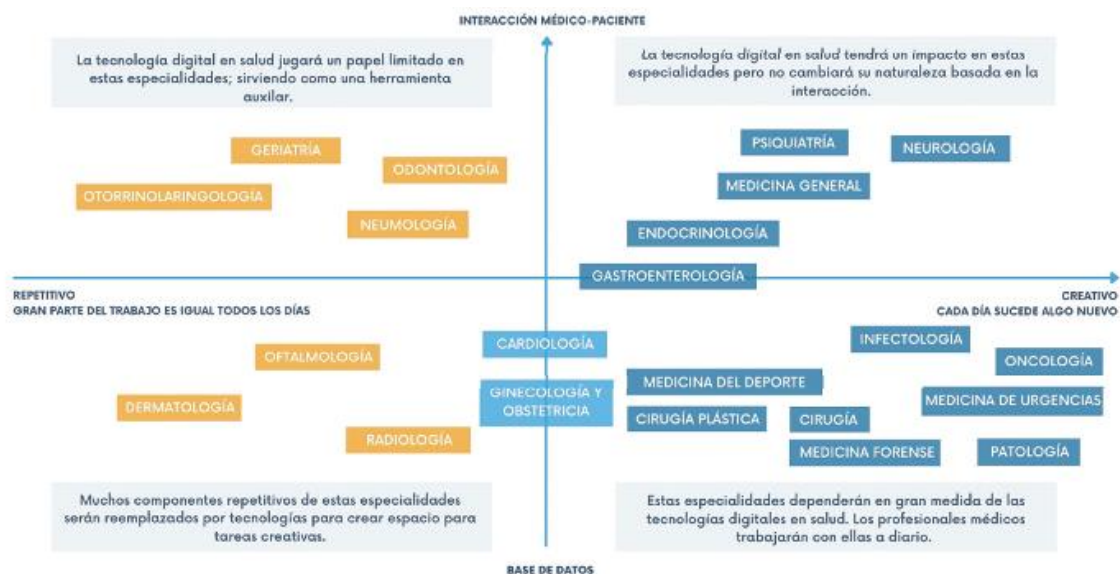 INTERACCIÓN MÉDICO-PACIENTE
La tecnología digital en salud jugará un papel limitado en
estas especialidades; sirviendo como una herramienta
auxilar.
La tecnología digital en salud tendrá un impacto en estas
especialidades pero no cambiará su naturaleza basada en la
interacción.
GERIATRÍA
ODONTOLOGÍA
OTORRINOLARINGOLOGÍA
NEUMOLOGÍA
PSIQUIATRÍA
NEUROLOGÍA
MEDICINA GENERAL
ENDOCRINOLOGÍA
GASTROENTEROLOGÍA
REPETITIVO
GRAN PARTE DEL TRABAJO ES IGUAL TODOS LOS DÍAS
CREATIVO
CADA DÍA SUCEDE ALGO NUEVO
OFTALMOLOGÍA
DERMATOLOGÍA
RADIOLOGÍA
CARDIOLOGÍA
GINECOLOGÍA Y
OBSTETRICIA
INFECTOLOGÍA
ONCOLOGÍA
MEDICINA DEL DEPORTE
MEDICINA DE URGENCIAS
CIRUGÍA PLÁSTICA
CIRUGÍA
MEDICINA FORENSE
PATOLOGÍA
Muchos componentes repetitivos de estas especialidades
serán reemplazados por tecnologías para crear espacio para
tareas creativas.
Estas especialidades dependerán en gran medida de las
tecnologías digitales en salud. Los profesionales médicos
trabajarán con ellas a diario.
BASE DE DATOS